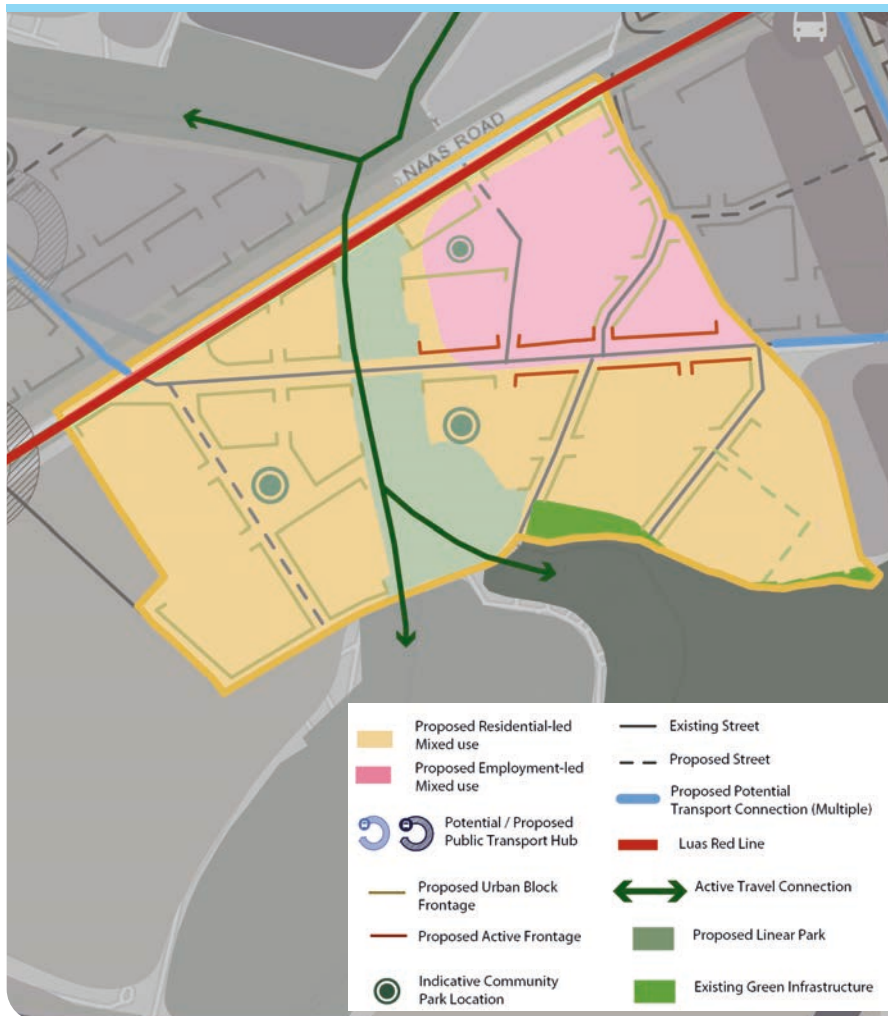 NAAS ROAD
Proposed Residential-led
Mixed use
Proposed Employment-led
Mixed use
Potential / Proposed
Public Transport Hub
Proposed Urban Block
Frontage
Proposed Active Frontage
Indicative Community
Park Location
Existing Street
Proposed Street
Proposed Potential
Transport Connection (Multiple)
Luas Red Line
Active Travel Connection
Proposed Linear Park
Existing Green Infrastructure